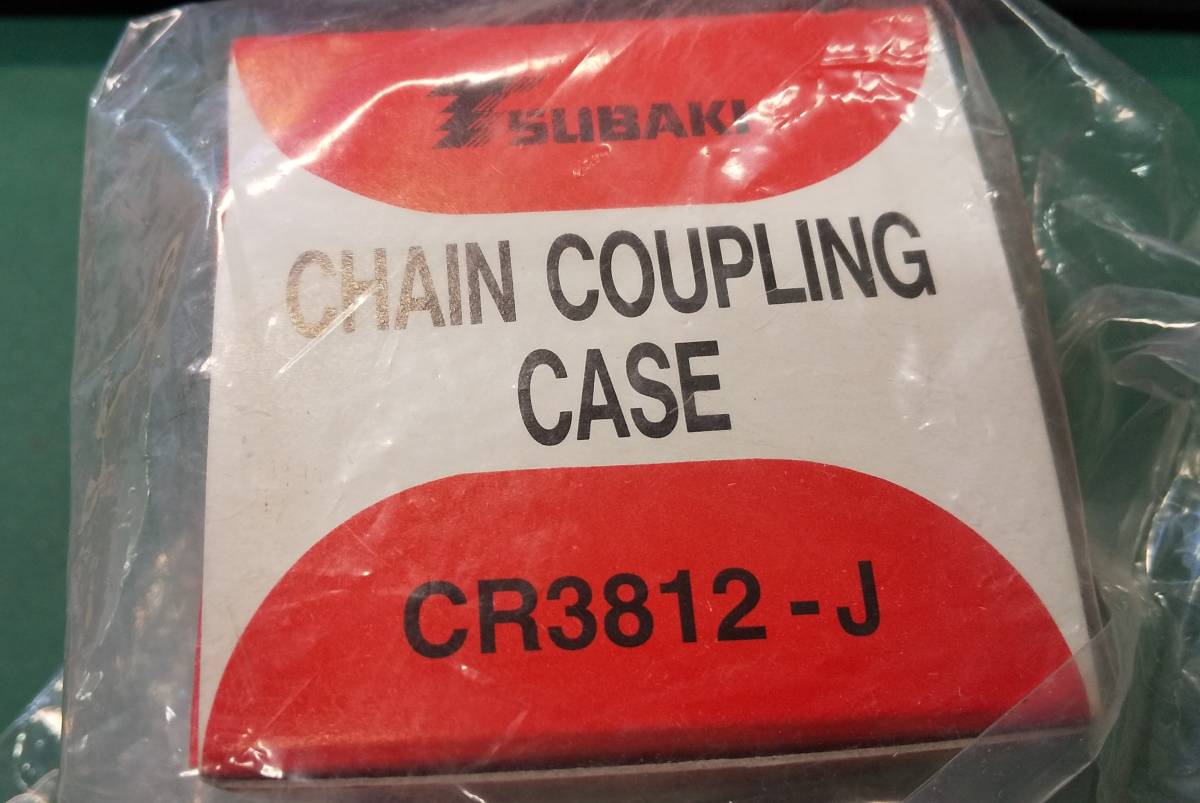 TSUBAKI
CHAIN COUPLING
CASE
CR3812-J